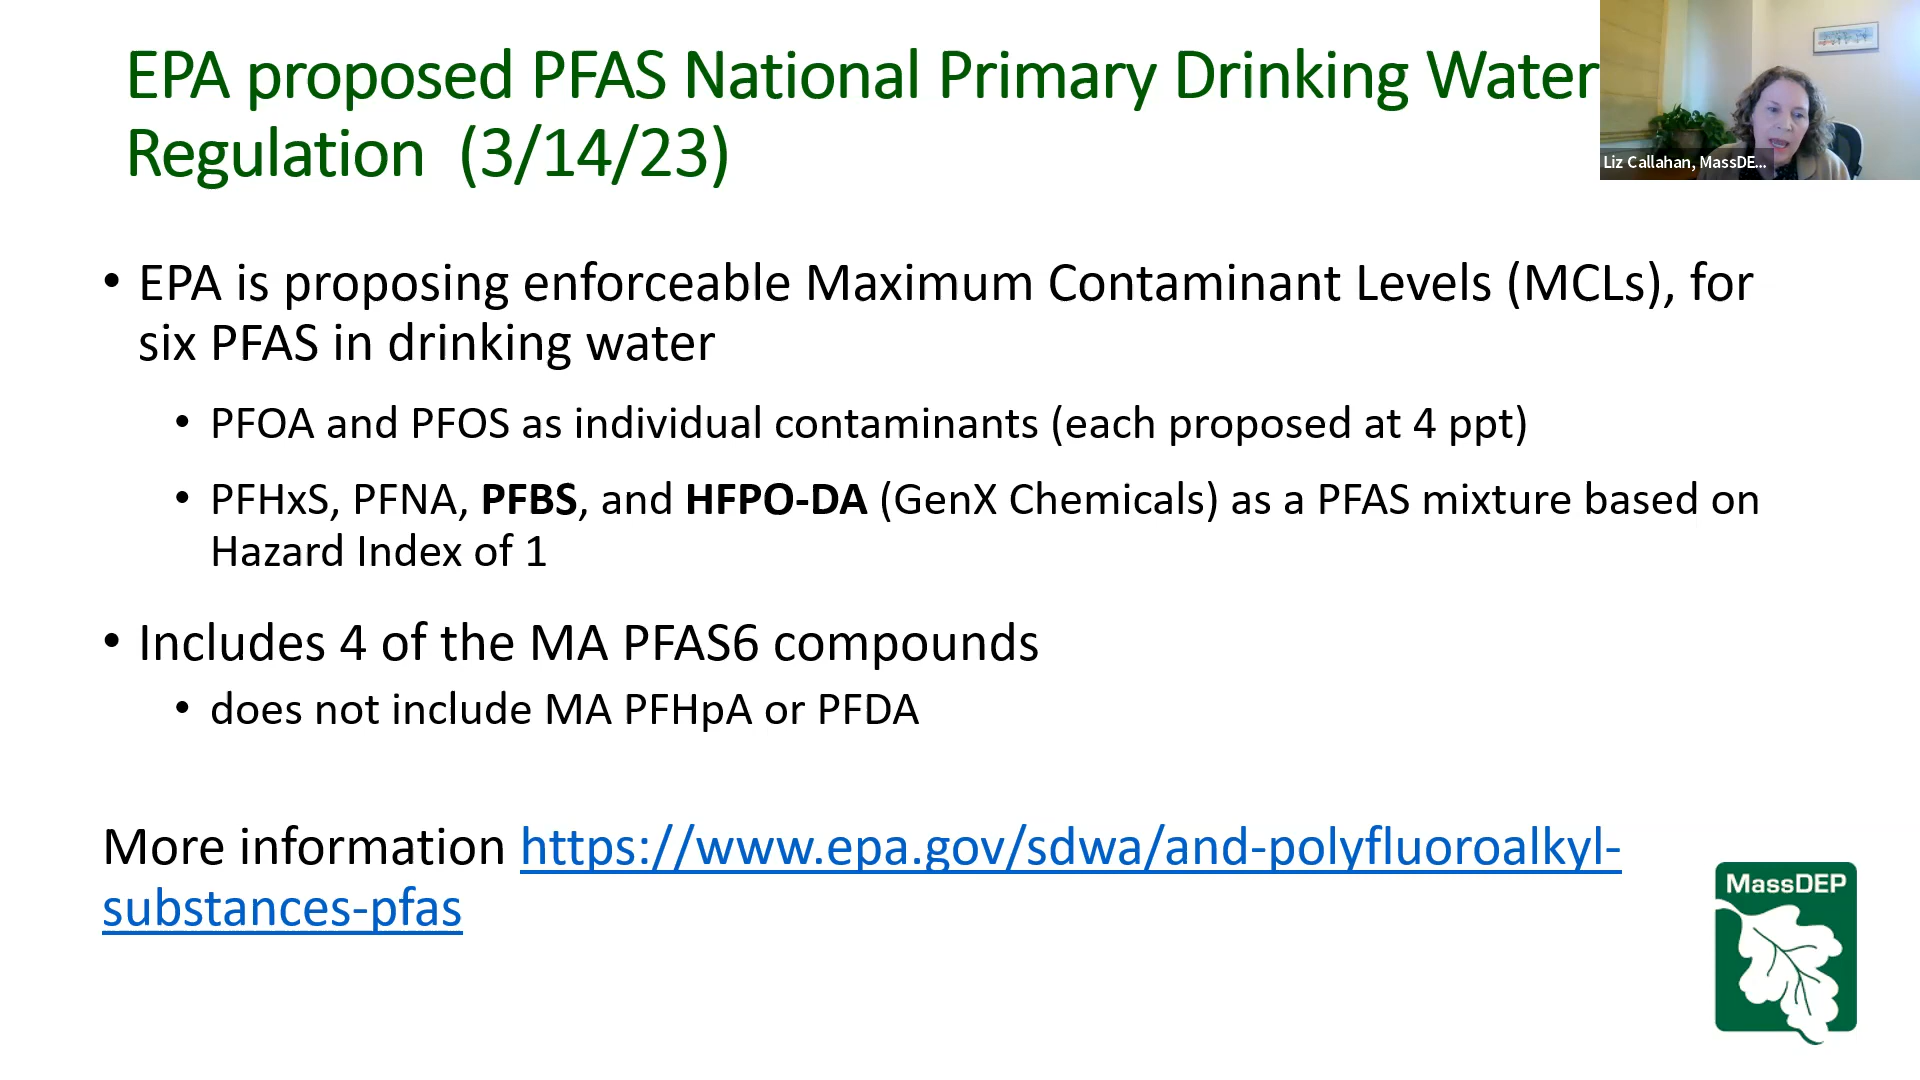 EPA proposed PFAS National Primary Drinking Water
Regulation (3/14/23)
Liz Callahan, MassDE...
• EPA is proposing enforceable Maximum Contaminant Levels (MCLs), for
six PFAS in drinking water
• PFOA and PFOS as individual contaminants (each proposed at 4 ppt)
• PFHxS, PFNA, PFBS, and HFPO-DA (GenX Chemicals) as a PFAS mixture based on
Hazard Index of 1
• Includes 4 of the MA PFAS6 compounds
• does not include MA PFHpA or PFDA
More information https://www.epa.gov/sdwa/and-polyfluoroalkyl-
substances-pfas
MassDEP